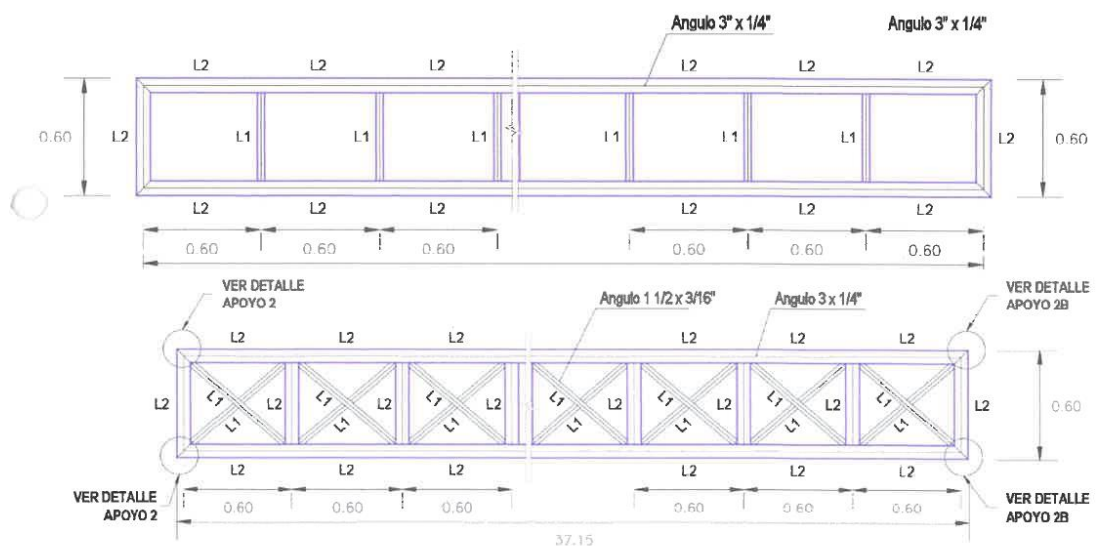 Angulo 3" x 1/4"
Angulo 3" x 1/4"
L2 L2 L2 L2 L2 L2
0.60 L2 L1 L1 L1 L1 L1 L1 L2 0.60
L2 L2 L2 L2 L2 L2
0.60 0.60 0.60 0.60 0.60 0.60
VER DETALLE
APOYO 2
Angulo 1 1/2 x 3/16"
Angulo 3 x 1/4"
VER DETALLE
APOYO 2B
L2 L2 L2 L2 L2 L2
L2 L1 L2 L1 L2 L1 L2 L1 L1 L2 L1 L2 L1 L2 0.60
L1 L1 L1 L1 L1 L1 L1
L2 L2 L2 L2 L2 L2
VER DETALLE
APOYO 2
0.60 0.60 0.60 0.60 0.60 0.60
VER DETALLE
APOYO 2B
37.15